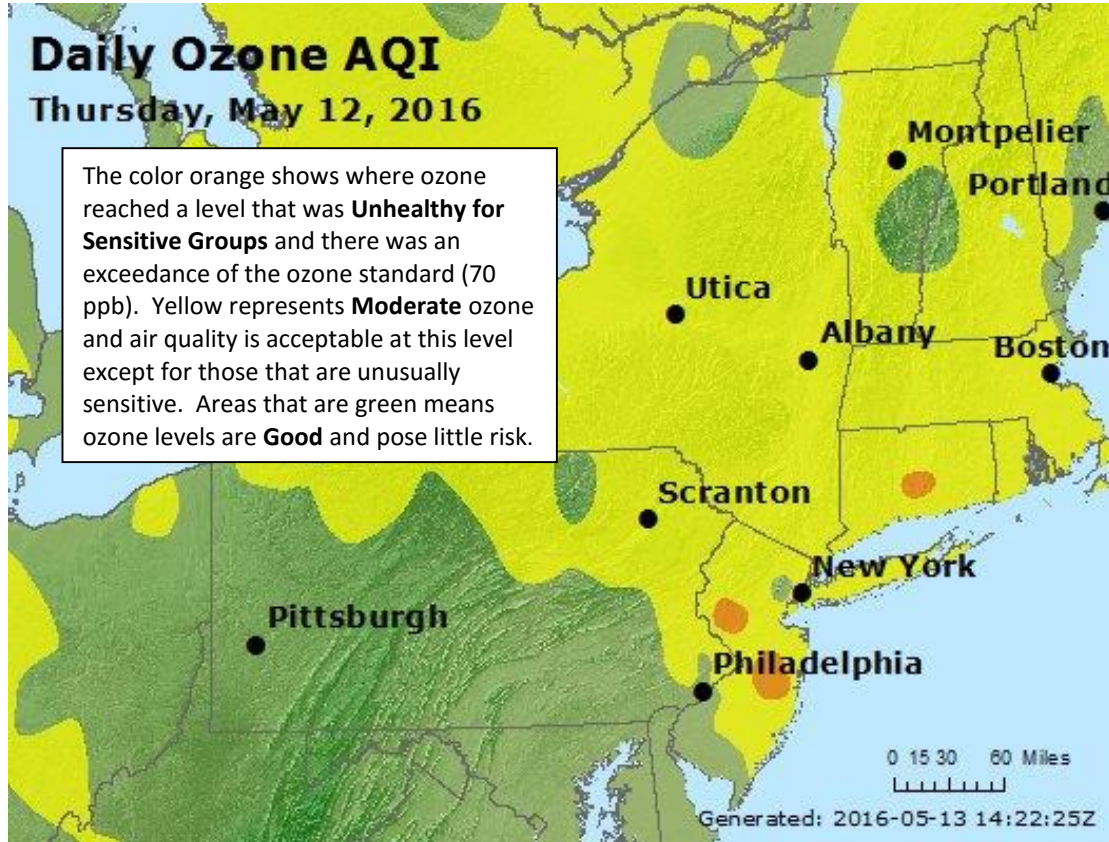 Daily Ozone AQI
Thursday, May 12, 2016
The color orange shows where ozone
reached a level that was Unhealthy for
Sensitive Groups and there was an
exceedance of the ozone standard (70
ppb).  Yellow represents Moderate ozone
and air quality is acceptable at this level
except for those that are unusually
sensitive.  Areas that are green means
ozone levels are Good and pose little risk.
Montpelier
Portland
Utica
Albany
Boston
Scranton
New York
Pittsburgh
Philadelphia
0 15 30 60 Miles
Generated: 2016-05-13 14:22:25Z